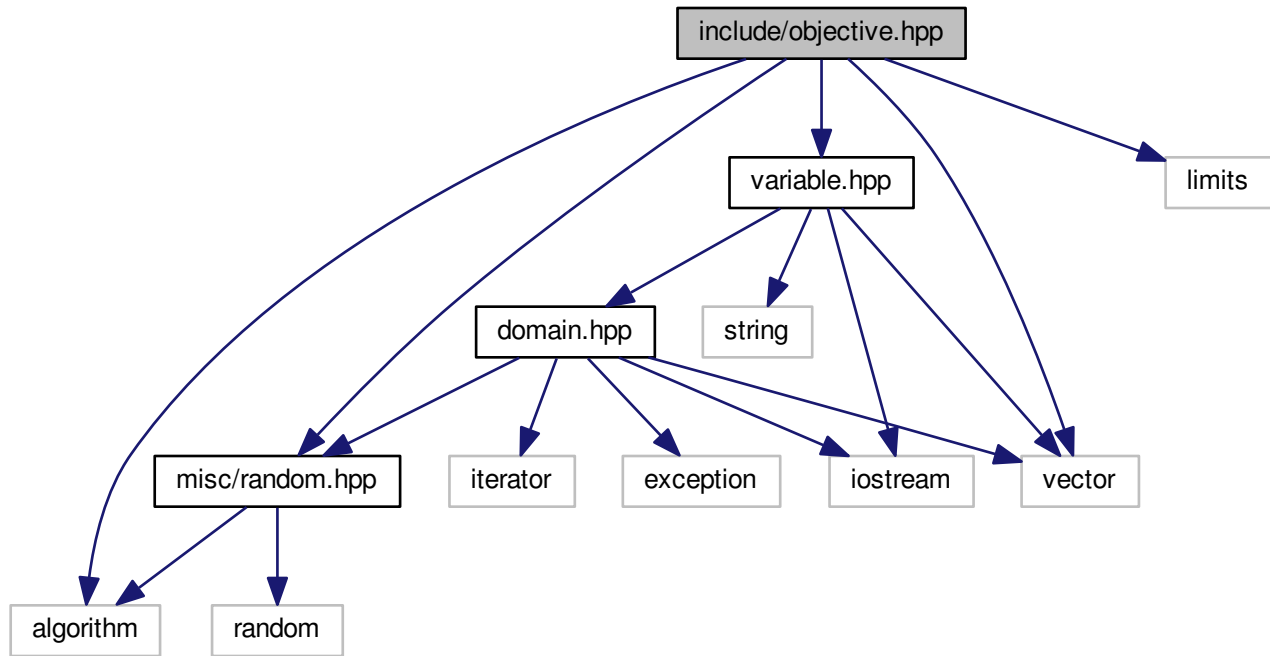 include/objective.hpp
variable.hpp
limits
domain.hpp
string
misc/random.hpp
iterator
exception
iostream
vector
algorithm
random